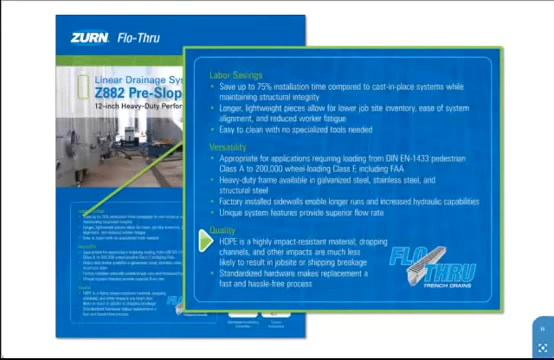 ZURN Flo-Thru
Linear Drainage Sys
Z882 Pre-Slop
12-inch Heavy-Duty Perfor
Labor Savings
• Save up to 75% installation time compared to cast-in-place systems while
maintaining structural integrity
• Longer, lightweight pieces allow for lower job site inventory, ease of system
alignment, and reduced worker fatigue
• Easy to clean with no specialized tools needed
Versatility
• Appropriate for applications requiring loading from DIN EN-1433 pedestrian
Class A to 200,000 wheel-loading Class F, including FAA
• Heavy-duty frame available in galvanized steel, stainless steel, and
structural steel
• Factory installed sidewalls enable longer runs and increased hydraulic capabilities
• Unique system features provide superior flow rate
Quality
• HDPE is a highly impact-resistant material; dropping
channels, and other impacts are much less
likely to result in jobsite or shipping breakage
• Standardized hardware makes replacement a
fast and hassle-free process
FLO
THRU
TRENCH DRAINS